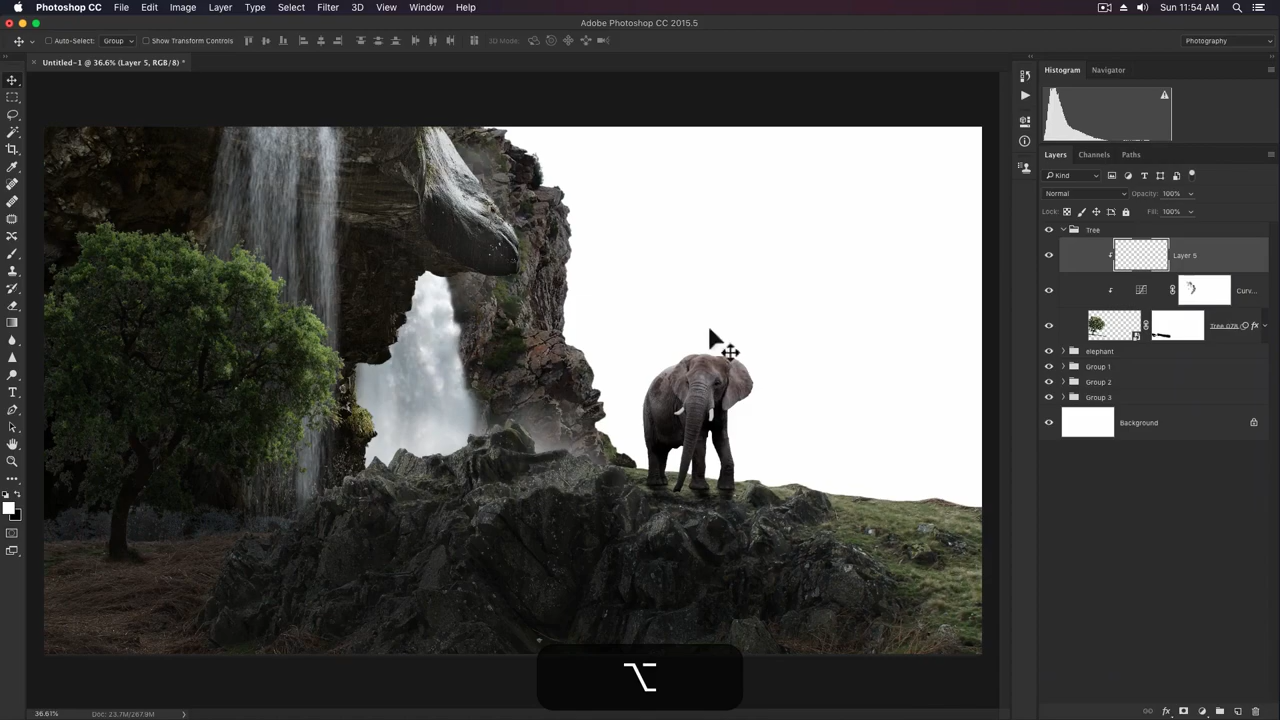 Photoshop CC File Edit Image Layer Type Select Filter 3D View Window Help Sun 11:54 AM
Adobe Photoshop CC 2015.5
Auto-Select: Group Show Transform Controls 3D Mode: Photography
× Untitled-1 @ 36.6% (Layer 5, RGB/8) *
Histogram Navigator
Layers Channels Paths
Kind
Normal Opacity: 100%
Lock: Fill: 100%
Tree
Layer 5
Curv...
fx
elephant
Group 1
Group 2
Group 3
Background
⌥
36.61% Doc: 23.7M/267.9M
fx